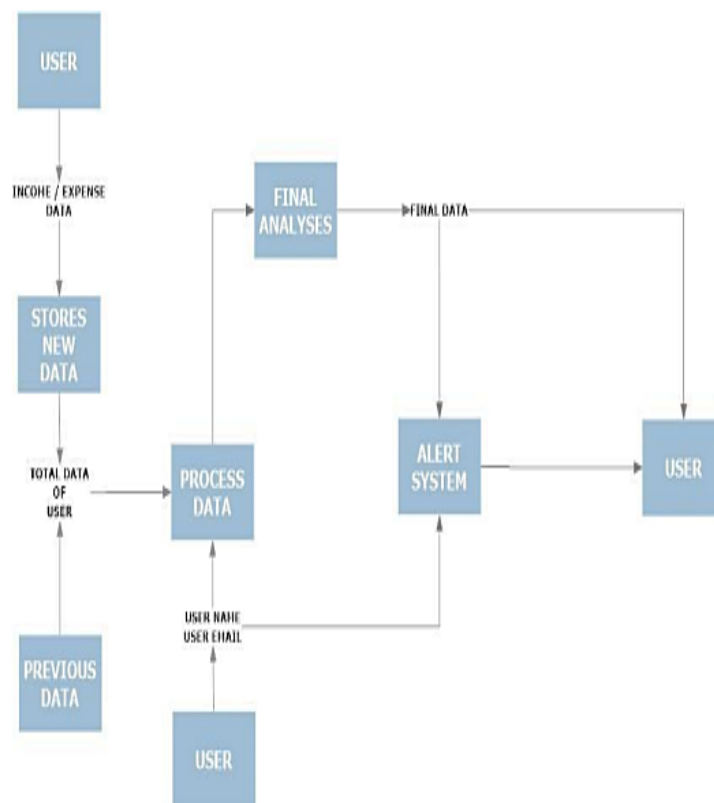 USER
INCOME / EXPENSE
DATA
FINAL
ANALYSES
FINAL DATA
STORES
NEW
DATA
TOTAL DATA
OF
USER
PROCESS
DATA
ALERT
SYSTEM
USER
USER NAME
USER EMAIL
PREVIOUS
DATA
USER